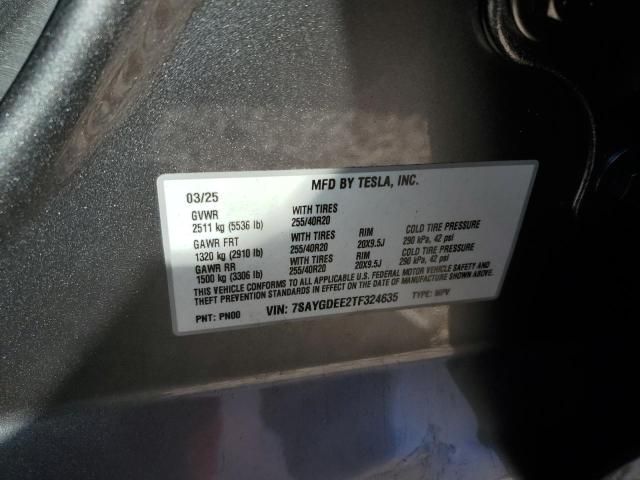 MFD BY TESLA, INC.
03/25
GVWR WITH TIRES
2511 kg (5536 lb) 255/40R20
GAWR FRT WITH TIRES RIM COLD TIRE PRESSURE
1320 kg (2910 lb) 255/40R20 20X9.5J 290 kPa, 42 psi
GAWR RR WITH TIRES RIM COLD TIRE PRESSURE
1500 kg (3306 lb) 255/40R20 20X9.5J 290 kPa, 42 psi
THIS VEHICLE CONFORMS TO ALL APPLICABLE U.S. FEDERAL MOTOR VEHICLE SAFETY AND
THEFT PREVENTION STANDARDS IN EFFECT ON THE DATE OF MANUFACTURE SHOWN ABOVE.
PNT: PN00 VIN: 7SAYGDEE2TF324635 TYPE: MPV